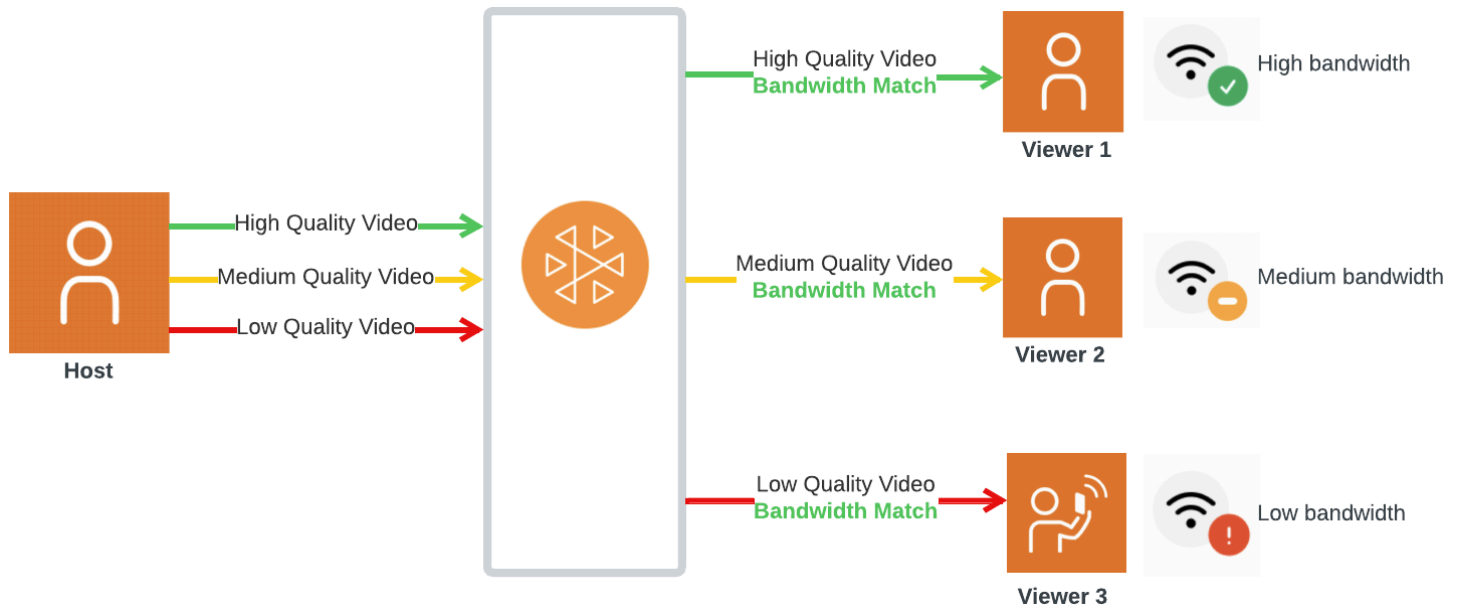 High Quality Video
Bandwidth Match
High bandwidth
Viewer 1
High Quality Video
Medium Quality Video
Low Quality Video
Host
Medium Quality Video
Bandwidth Match
Medium bandwidth
Viewer 2
Low Quality Video
Bandwidth Match
Low bandwidth
Viewer 3